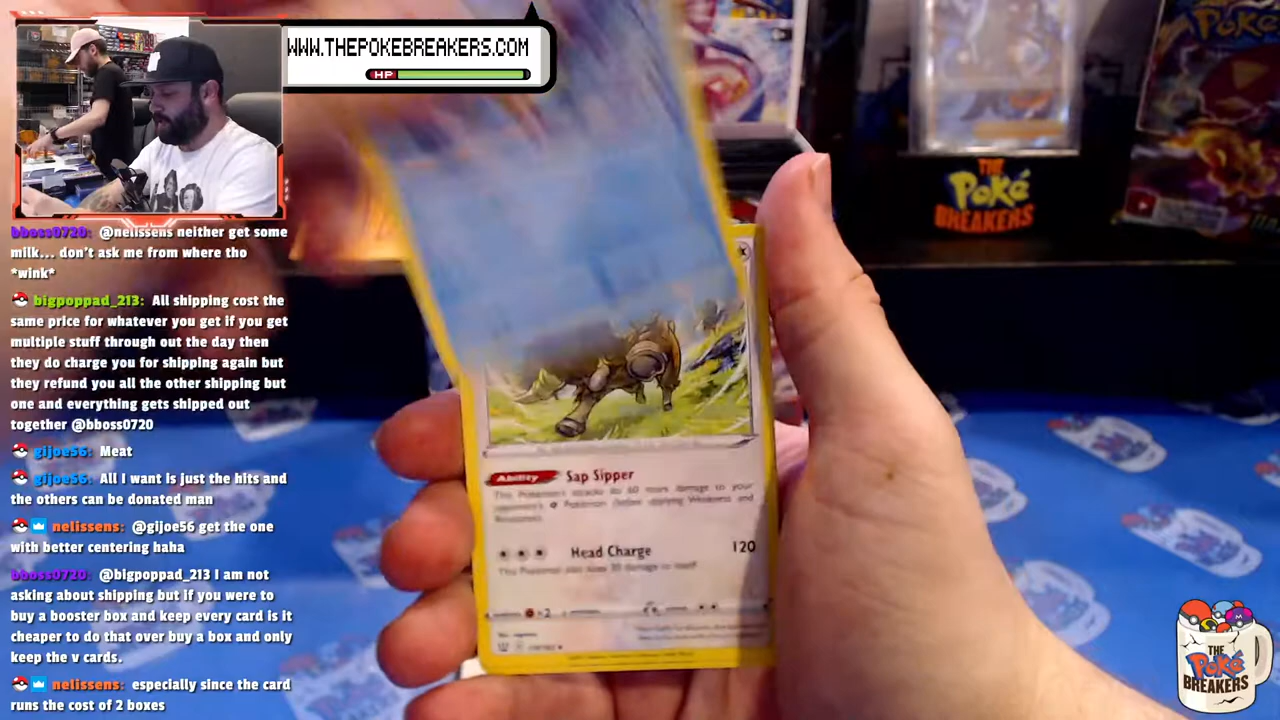 WWW.THEPOKEBREAKERS.COM
HP
bboss0720: @nelissens neither get some
milk... don't ask me from where tho
*wink*
bigpoppad_213: All shipping cost the
same price for whatever you get if you get
multiple stuff through out the day then
they do charge you for shipping again but
they refund you all the other shipping but
one and everything gets shipped out
together @bboss0720
gijoe56: Meat
gijoe56: All I want is just the hits and
the others can be donated man
nelissens: @gijoe56 get the one
with better centering haha
bboss0720: @bigpoppad_213 I am not
asking about shipping but if you were to
buy a booster box and keep every card is it
cheaper to do that over buy a box and only
keep the v cards.
nelissens: especially since the card
runs the cost of 2 boxes
THE
Poké
BREAKERS
Ability Sap Sipper
This Pokémon's attacks do 60 more damage to your
opponent's Pokémon (before applying Weakness and
Resistance).
Head Charge 120
This Pokémon also does 30 damage to itself.
×2
THE
Poké
BREAKERS